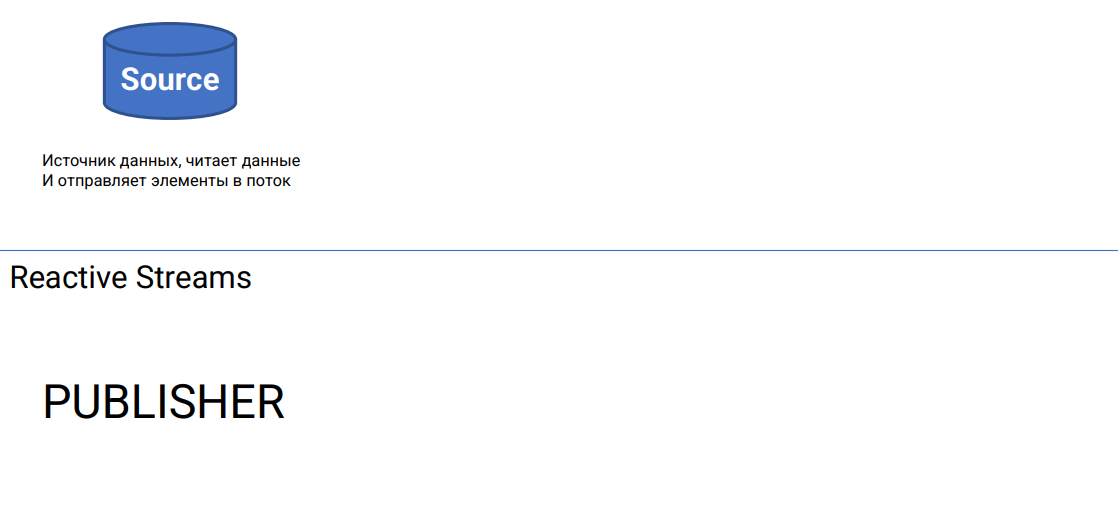 Source
Источник данных, читает данные
И отправляет элементы в поток
Reactive Streams
PUBLISHER